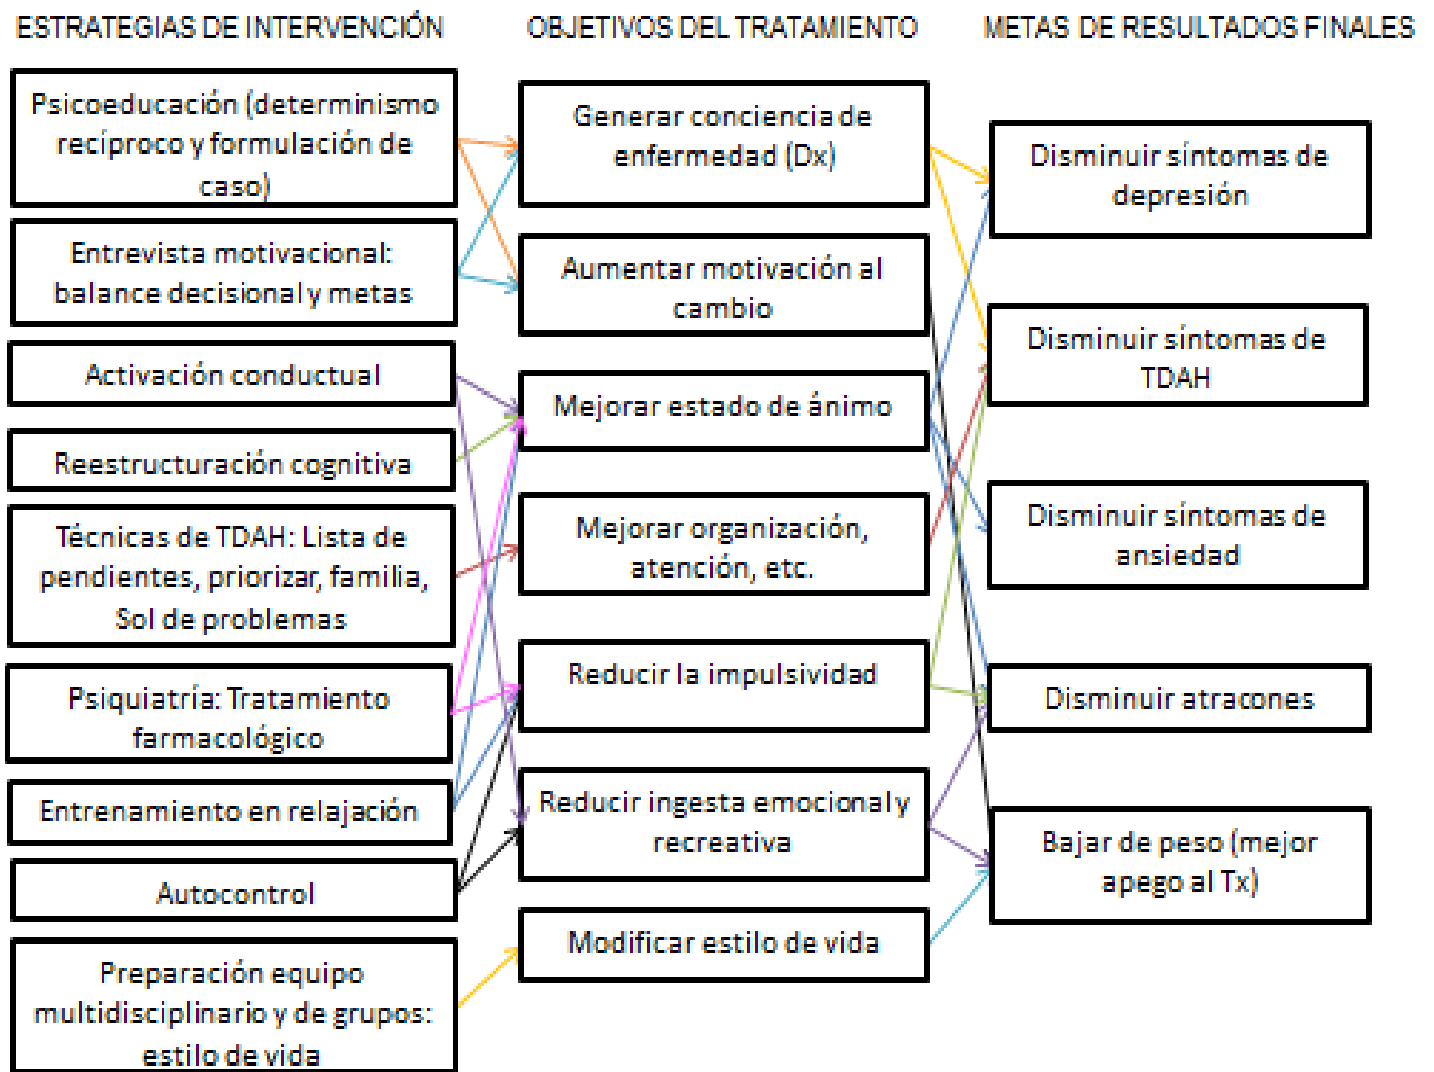 ESTRATEGIAS DE INTERVENCIÓN
Psicoeducación (determinismo
recíproco y formulación de
caso)
Entrevista motivacional:
balance decisional y metas
Activación conductual
Reestructuración cognitiva
Técnicas de TDAH: Lista de
pendientes, priorizar, familia,
Sol de problemas
Psiquiatría: Tratamiento
farmacológico
Entrenamiento en relajación
Autocontrol
Preparación equipo
multidisciplinario y de grupos:
estilo de vida
OBJETIVOS DEL TRATAMIENTO
Generar conciencia de
enfermedad (Dx)
Aumentar motivación al
cambio
Mejorar estado de ánimo
Mejorar organización,
atención, etc.
Reducir la impulsividad
Reducir ingesta emocional y
recreativa
Modificar estilo de vida
METAS DE RESULTADOS FINALES
Disminuir síntomas de
depresión
Disminuir síntomas de
TDAH
Disminuir síntomas de
ansiedad
Disminuir atracones
Bajar de peso (mejor
apego al Tx)